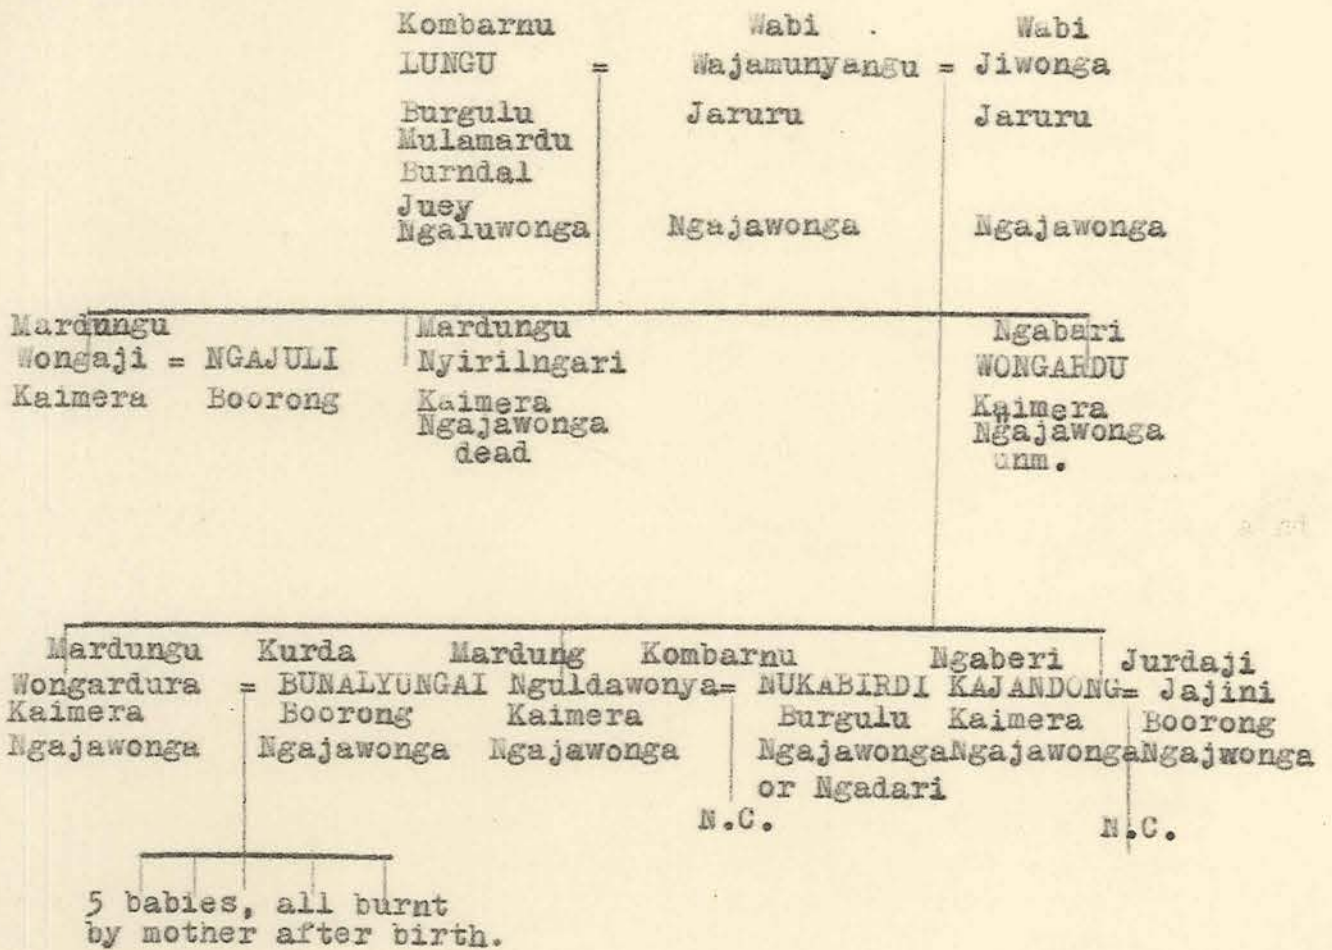 Kombarnu Wabi . Wabi
LUNGU = Wajamunyangu = Jiwonga
Burgulu Jaruru Jaruru
Mulamardu
Burndal
Juey
Ngaluwonga Ngajawonga Ngajawonga
Mardungu Mardungu Ngabari
Wongaji = NGAJULI Nyirilngari WONGARDU
Kaimera Boorong Kaimera Kaimera
Ngajawonga Ngajawonga
dead unm.
Mardungu Kurda Mardung Kombarnu Ngaberi Jurdaji
Wongardura = BUNALYUNGAI Nguldawonya= NUKABIRDI KAJANDONG= Jajini
Kaimera Boorong Kaimera Burgulu Kaimera Boorong
Ngajawonga Ngajawonga Ngajawonga NgajawongaNgajawongaNgajwonga
or Ngadari
N.C. N.C.
5 babies, all burnt
by mother after birth.